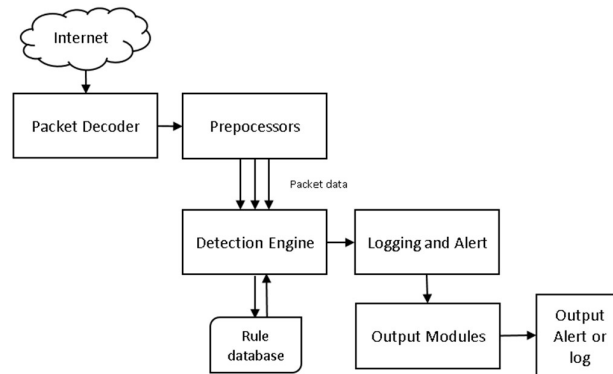 Internet
Packet Decoder
Prepocessors
Packet data
Detection Engine
Logging and Alert
Rule
database
Output Modules
Output
Alert or
log